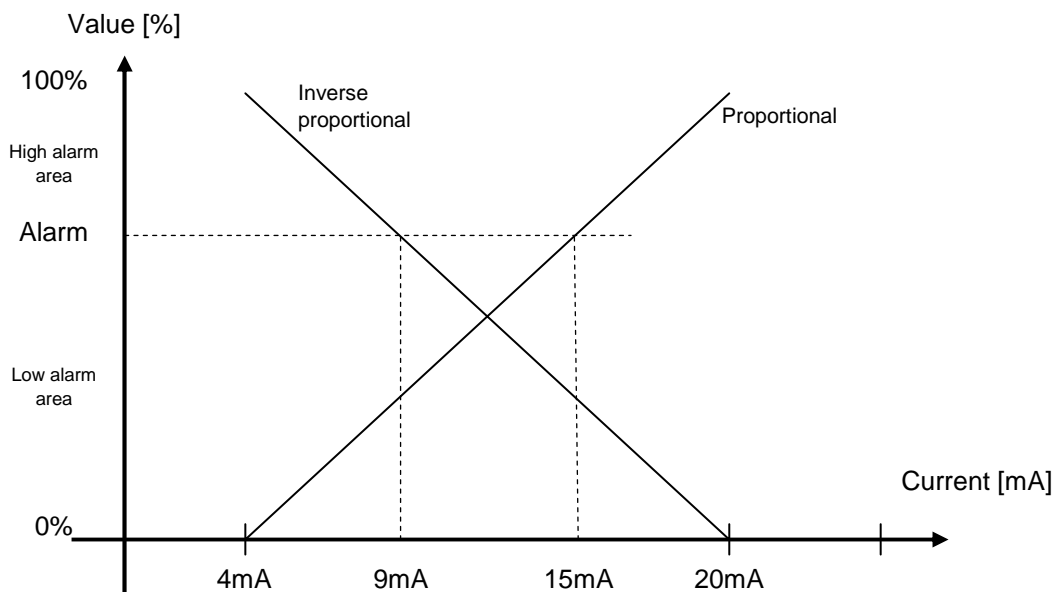 Value [%]
100%
Inverse
proportional
Proportional
High alarm
area
Alarm
Low alarm
area
Current [mA]
0%
4mA
9mA
15mA
20mA